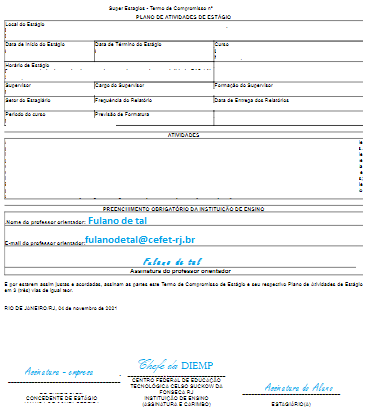 Super Estágios - Termo de Compromisso nº
PLANO DE ATIVIDADES DE ESTÁGIO
Local do Estágio
Data de Início do Estágio Data de Término do Estágio Curso
Horário de Estágio
Supervisor Cargo do Supervisor Formação do Supervisor
Setor do Estagiário Frequência do Relatório Data de Entrega dos Relatórios
Período do curso Previsão de Formatura
ATIVIDADES
PREENCHIMENTO OBRIGATÓRIO DA INSTITUIÇÃO DE ENSINO
Nome do professor orientador: Fulano de tal
E-mail do professor orientador: fulanodetal@cefet-rj.br
Fulano de tal
Assinatura do professor orientador
E por estarem assim justas e acordadas, assinam as partes este Termo de Compromisso de Estágio e seu respectivo Plano de Atividades de Estágio
em 3 (três) vias de igual teor.
RIO DE JANEIRO/RJ, 04 de novembro de 2021
Assinatura - empresa Chefe da DIEMP Assinatura do Aluno
CENTRO FEDERAL DE EDUCAÇÃO
TECNOLÓGICA CELSO SUCKOW DA
FONSECA RJ
CONCEDENTE DE ESTÁGIO INSTITUIÇÃO DE ENSINO ESTAGIÁRIO(A)
(ASSINATURA E CARIMBO)